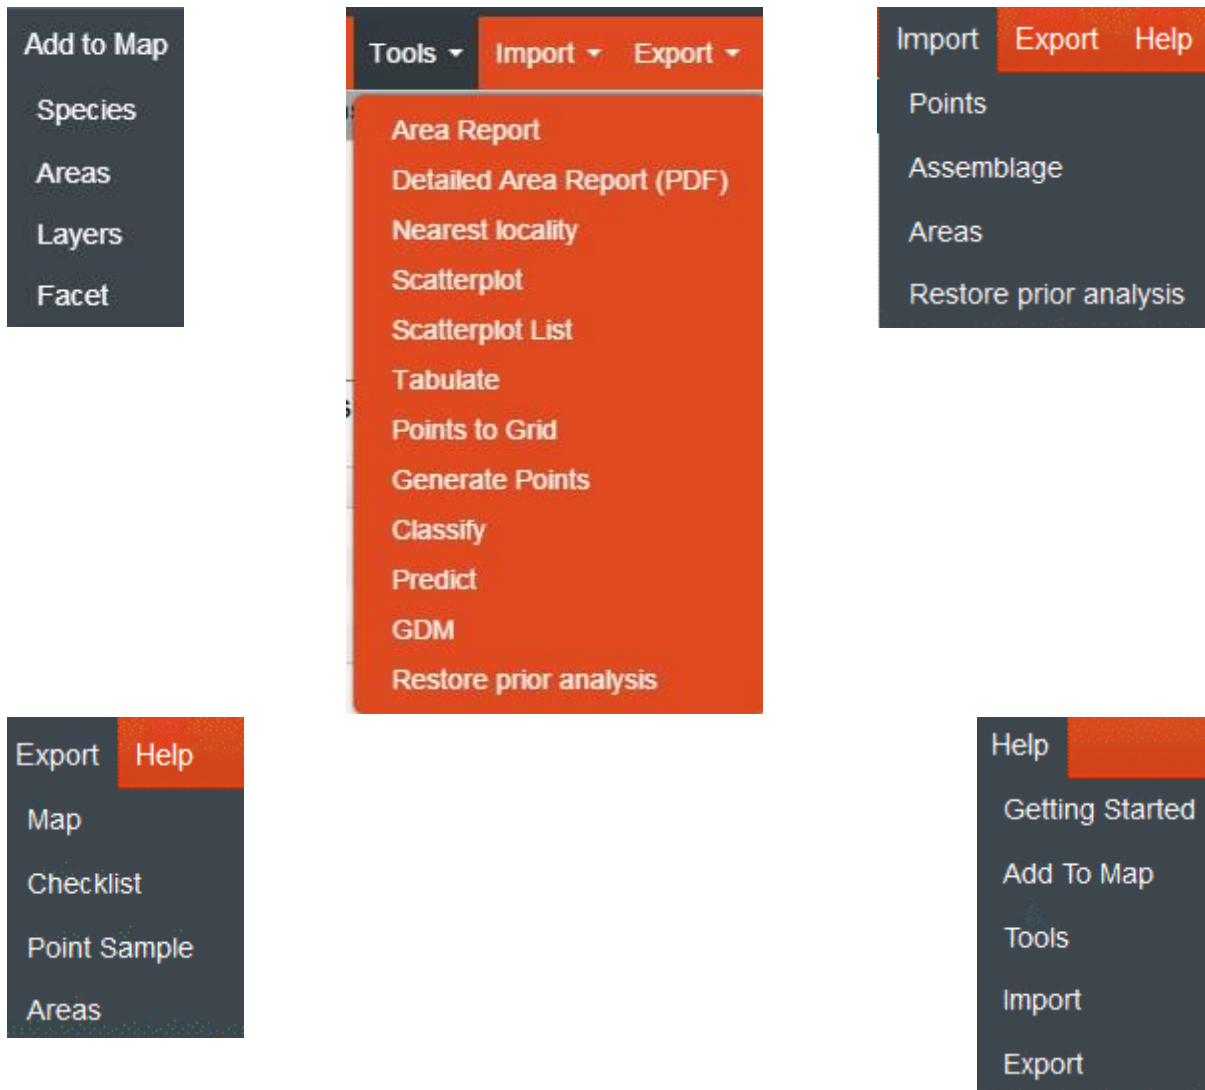 Add to Map
Species
Areas
Layers
Facet
Tools Import Export
Area Report
Detailed Area Report (PDF)
Nearest locality
Scatterplot
Scatterplot List
Tabulate
Points to Grid
Generate Points
Classify
Predict
GDM
Restore prior analysis
Import Export Help
Points
Assemblage
Areas
Restore prior analysis
Export Help
Map
Checklist
Point Sample
Areas
Help
Getting Started
Add To Map
Tools
Import
Export